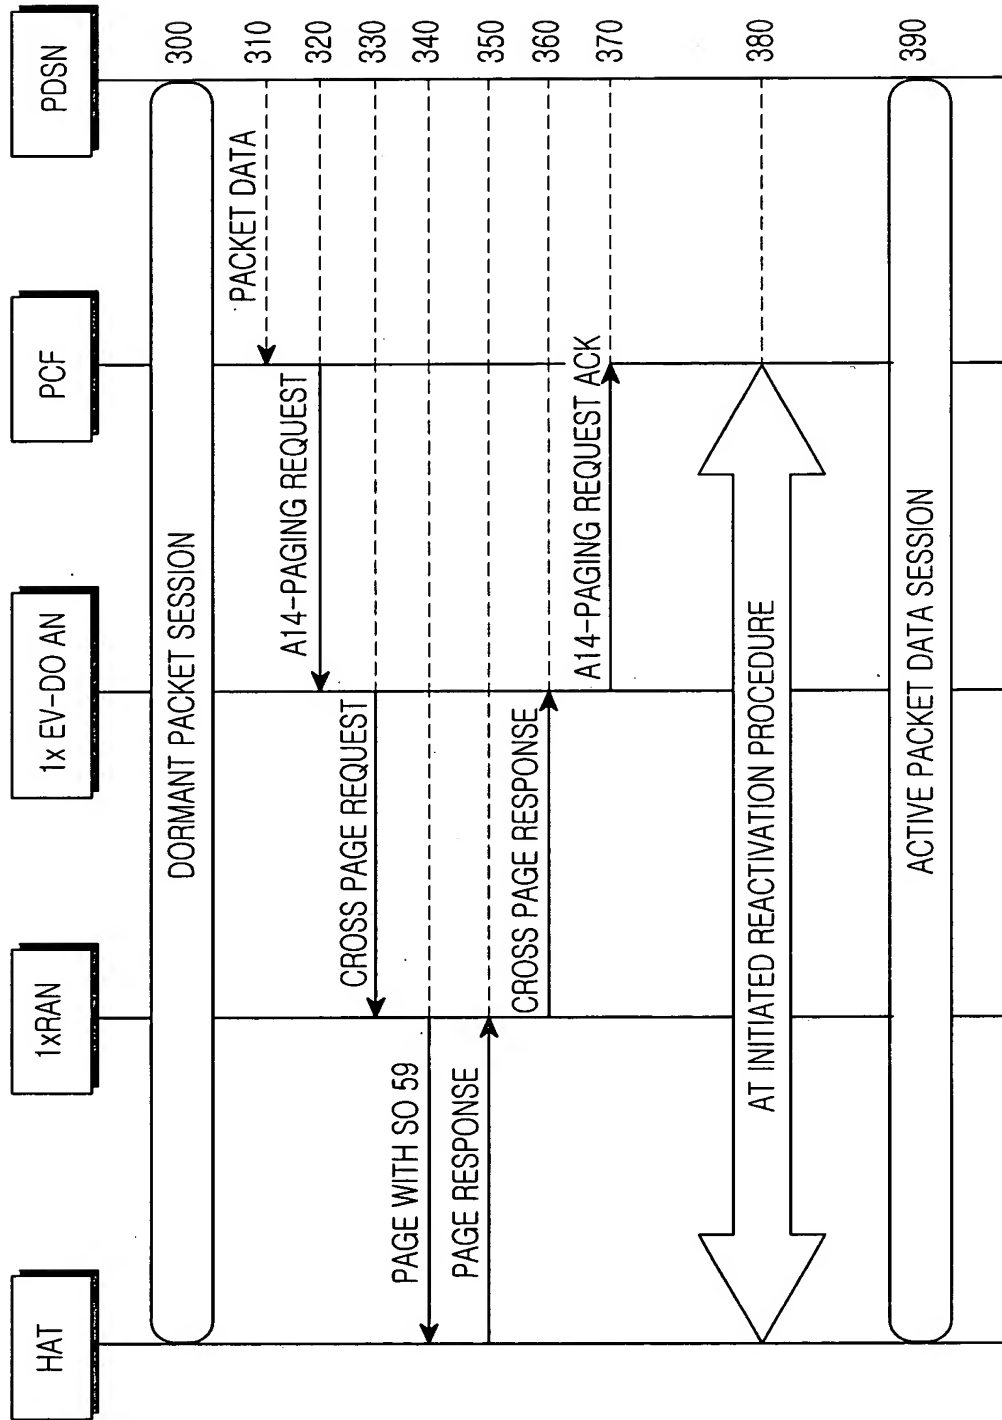 HAT
1xRAN
1x EV-DO AN
PCF
PDSN
DORMANT PACKET SESSION
300
PACKET DATA
310
A14-PAGING REQUEST
320
CROSS PAGE REQUEST
330
PAGE WITH SO 59
340
PAGE RESPONSE
350
CROSS PAGE RESPONSE
360
A14-PAGING REQUEST ACK
370
AT INITIATED REACTIVATION PROCEDURE
380
ACTIVE PACKET DATA SESSION
390